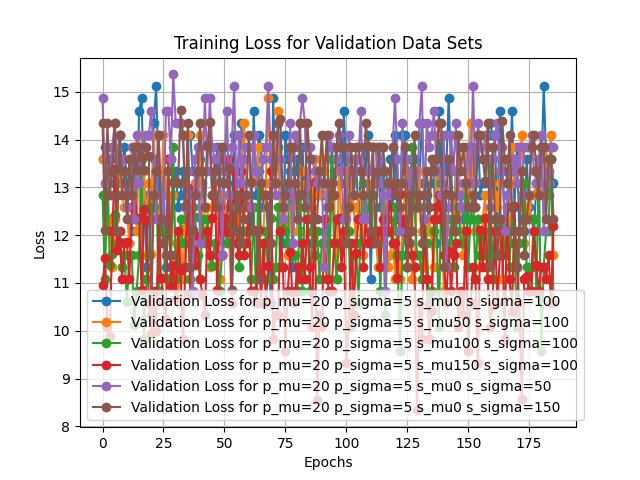 Training Loss for Validation Data Sets
Loss
15
14
13
12
11
10
9
8
Validation Loss for p_mu=20 p_sigma=5 s_mu0 s_sigma=100
Validation Loss for p_mu=20 p_sigma=5 s_mu50 s_sigma=100
Validation Loss for p_mu=20 p_sigma=5 s_mu100 s_sigma=100
Validation Loss for p_mu=20 p_sigma=5 s_mu150 s_sigma=100
Validation Loss for p_mu=20 p_sigma=5 s_mu0 s_sigma=50
Validation Loss for p_mu=20 p_sigma=5 s_mu0 s_sigma=150
0 25 50 75 100 125 150 175
Epochs